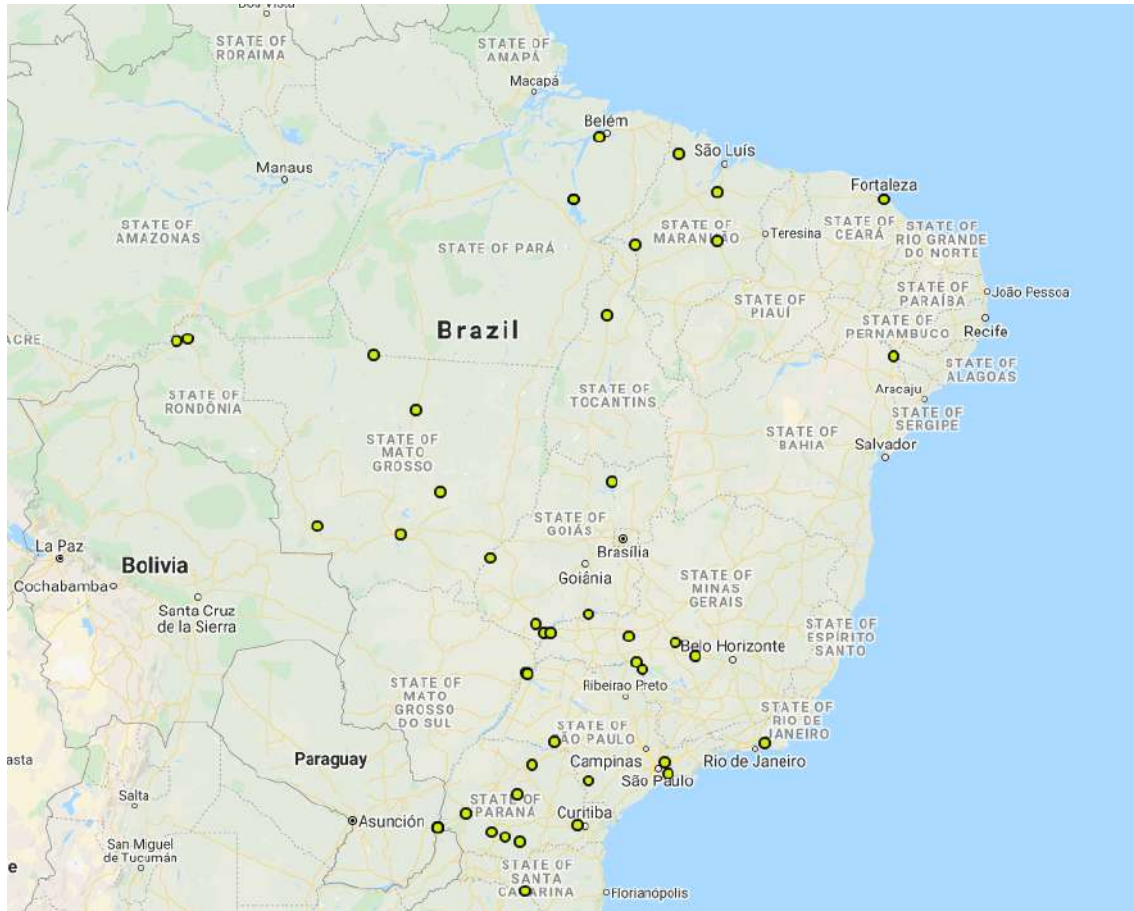 Boa Vista
STATE OF
RORAIMA
STATE OF
AMAPÁ
Macapá
Belém
São Luís
Manaus
Fortaleza
STATE OF
AMAZONAS
STATE OF PARÁ
STATE OF
MARANHÃO
Teresina
STATE OF
CEARÁ
STATE OF
RIO GRANDE
DO NORTE
STATE OF
PARAÍBA
João Pessoa
STATE OF
PIAUÍ
STATE OF
PERNAMBUCO
Recife
Brazil
ACRE
STATE OF
ALAGOAS
STATE OF
RONDÔNIA
STATE OF
TOCANTINS
Aracaju
STATE OF
SERGIPE
STATE OF
MATO
GROSSO
STATE OF
BAHIA
Salvador
STATE OF
GOIÁS
Brasília
La Paz
Bolivia
Goiânia
Cochabamba
STATE OF
MINAS
GERAIS
Santa Cruz
de la Sierra
STATE OF
ESPÍRITO
SANTO
Belo Horizonte
STATE OF
MATO
GROSSO
DO SUL
Ribeirao Preto
STATE OF
RIO DE
JANEIRO
STATE OF
SÃO PAULO
Campinas
Rio de Janeiro
São Paulo
asta
Paraguay
Salta
STATE OF
PARANÁ
Asunción
Curitiba
San Miguel
de Tucumán
STATE OF
SANTA
CATARINA
e
Florianópolis